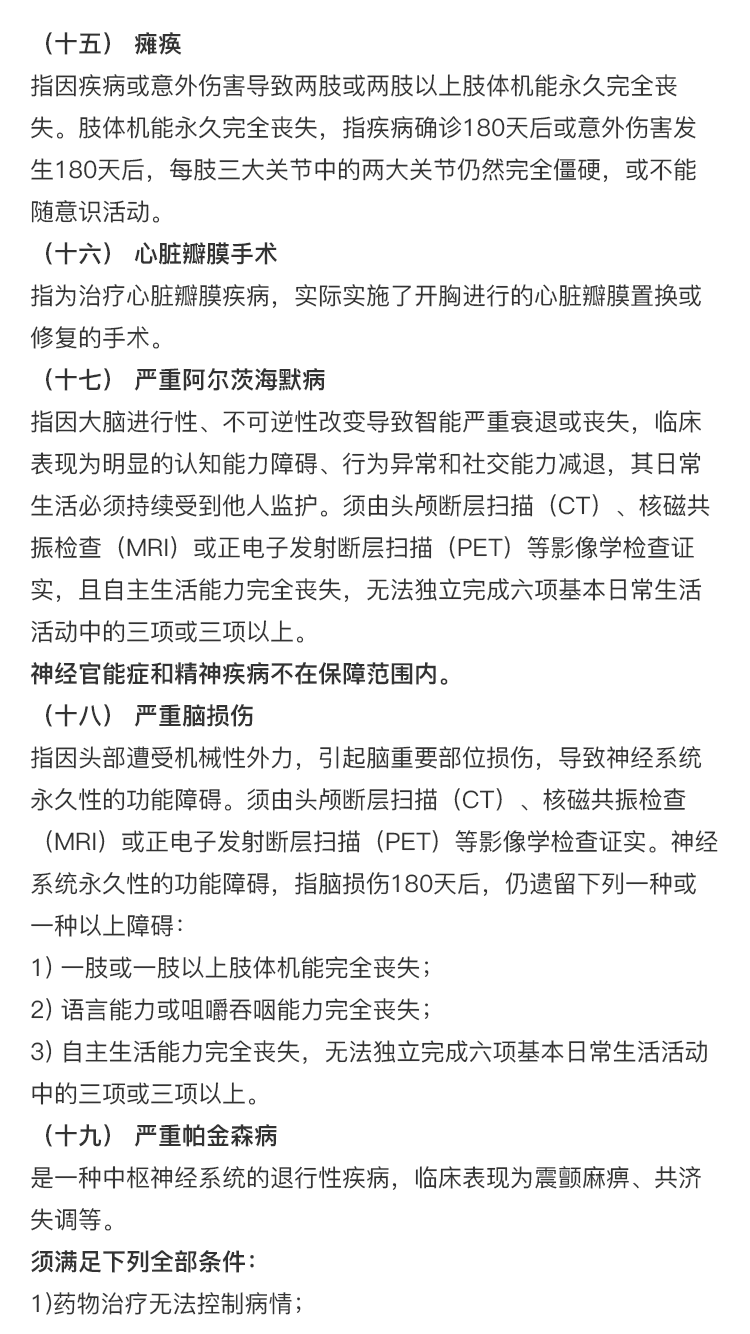 （十五） 瘫痪
指因疾病或意外伤害导致两肢或两肢以上肢体机能永久完全丧
失。肢体机能永久完全丧失，指疾病确诊180天后或意外伤害发
生180天后，每肢三大关节中的两大关节仍然完全僵硬，或不能
随意识活动。
（十六） 心脏瓣膜手术
指为治疗心脏瓣膜疾病，实际实施了开胸进行的心脏瓣膜置换或
修复的手术。
（十七） 严重阿尔茨海默病
指因大脑进行性、不可逆性改变导致智能严重衰退或丧失，临床
表现为明显的认知能力障碍、行为异常和社交能力减退，其日常
生活必须持续受到他人监护。须由头颅断层扫描（CT）、核磁共
振检查（MRI）或正电子发射断层扫描（PET）等影像学检查证
实，且自主生活能力完全丧失，无法独立完成六项基本日常生活
活动中的三项或三项以上。
神经官能症和精神疾病不在保障范围内。
（十八） 严重脑损伤
指因头部遭受机械性外力，引起脑重要部位损伤，导致神经系统
永久性的功能障碍。须由头颅断层扫描（CT）、核磁共振检查
（MRI）或正电子发射断层扫描（PET）等影像学检查证实。神经
系统永久性的功能障碍，指脑损伤180天后，仍遗留下列一种或
一种以上障碍：
1) 一肢或一肢以上肢体机能完全丧失；
2) 语言能力或咀嚼吞咽能力完全丧失；
3) 自主生活能力完全丧失，无法独立完成六项基本日常生活活动
中的三项或三项以上。
（十九） 严重帕金森病
是一种中枢神经系统的退行性疾病，临床表现为震颤麻痹、共济
失调等。
须满足下列全部条件：
1)药物治疗无法控制病情；